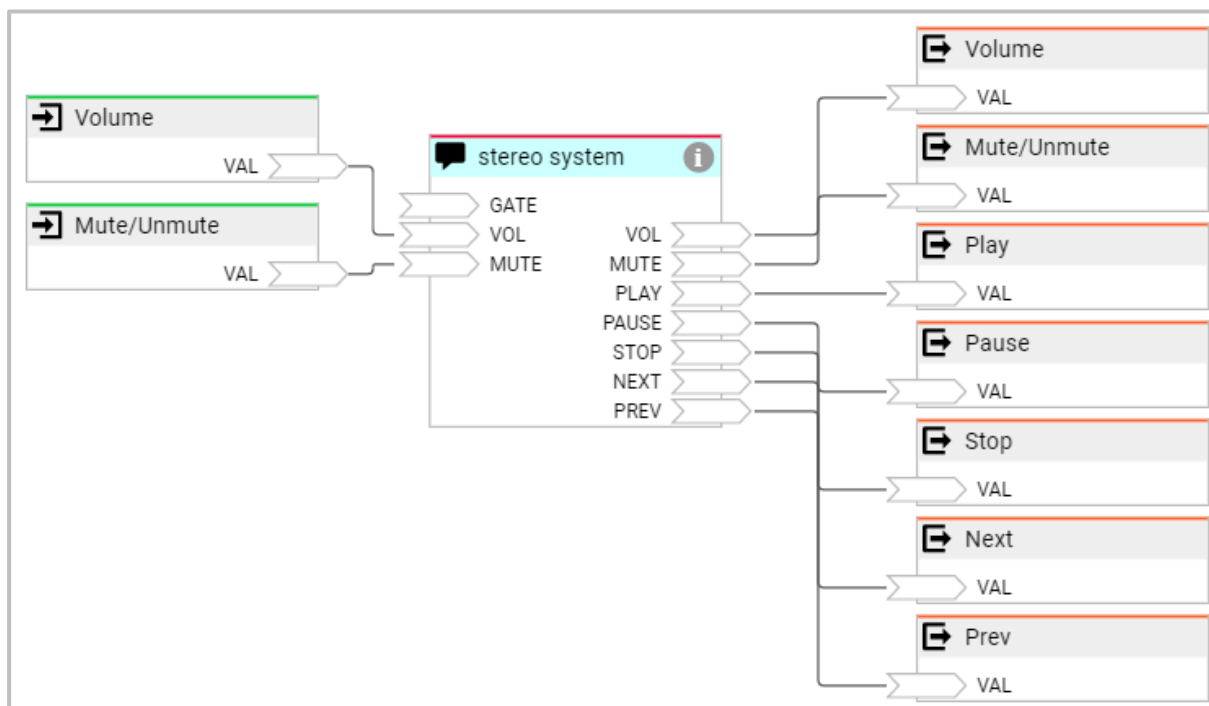 Volume
VAL
Mute/Unmute
VAL
stereo system
i
GATE
VOL
MUTE
VOL
MUTE
PLAY
PAUSE
STOP
NEXT
PREV
Volume
VAL
Mute/Unmute
VAL
Play
VAL
Pause
VAL
Stop
VAL
Next
VAL
Prev
VAL